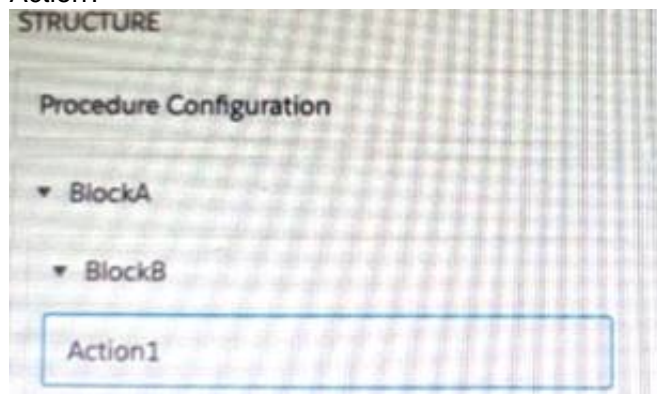 STRUCTURE
Procedure Configuration
BlockA
BlockB
Action1